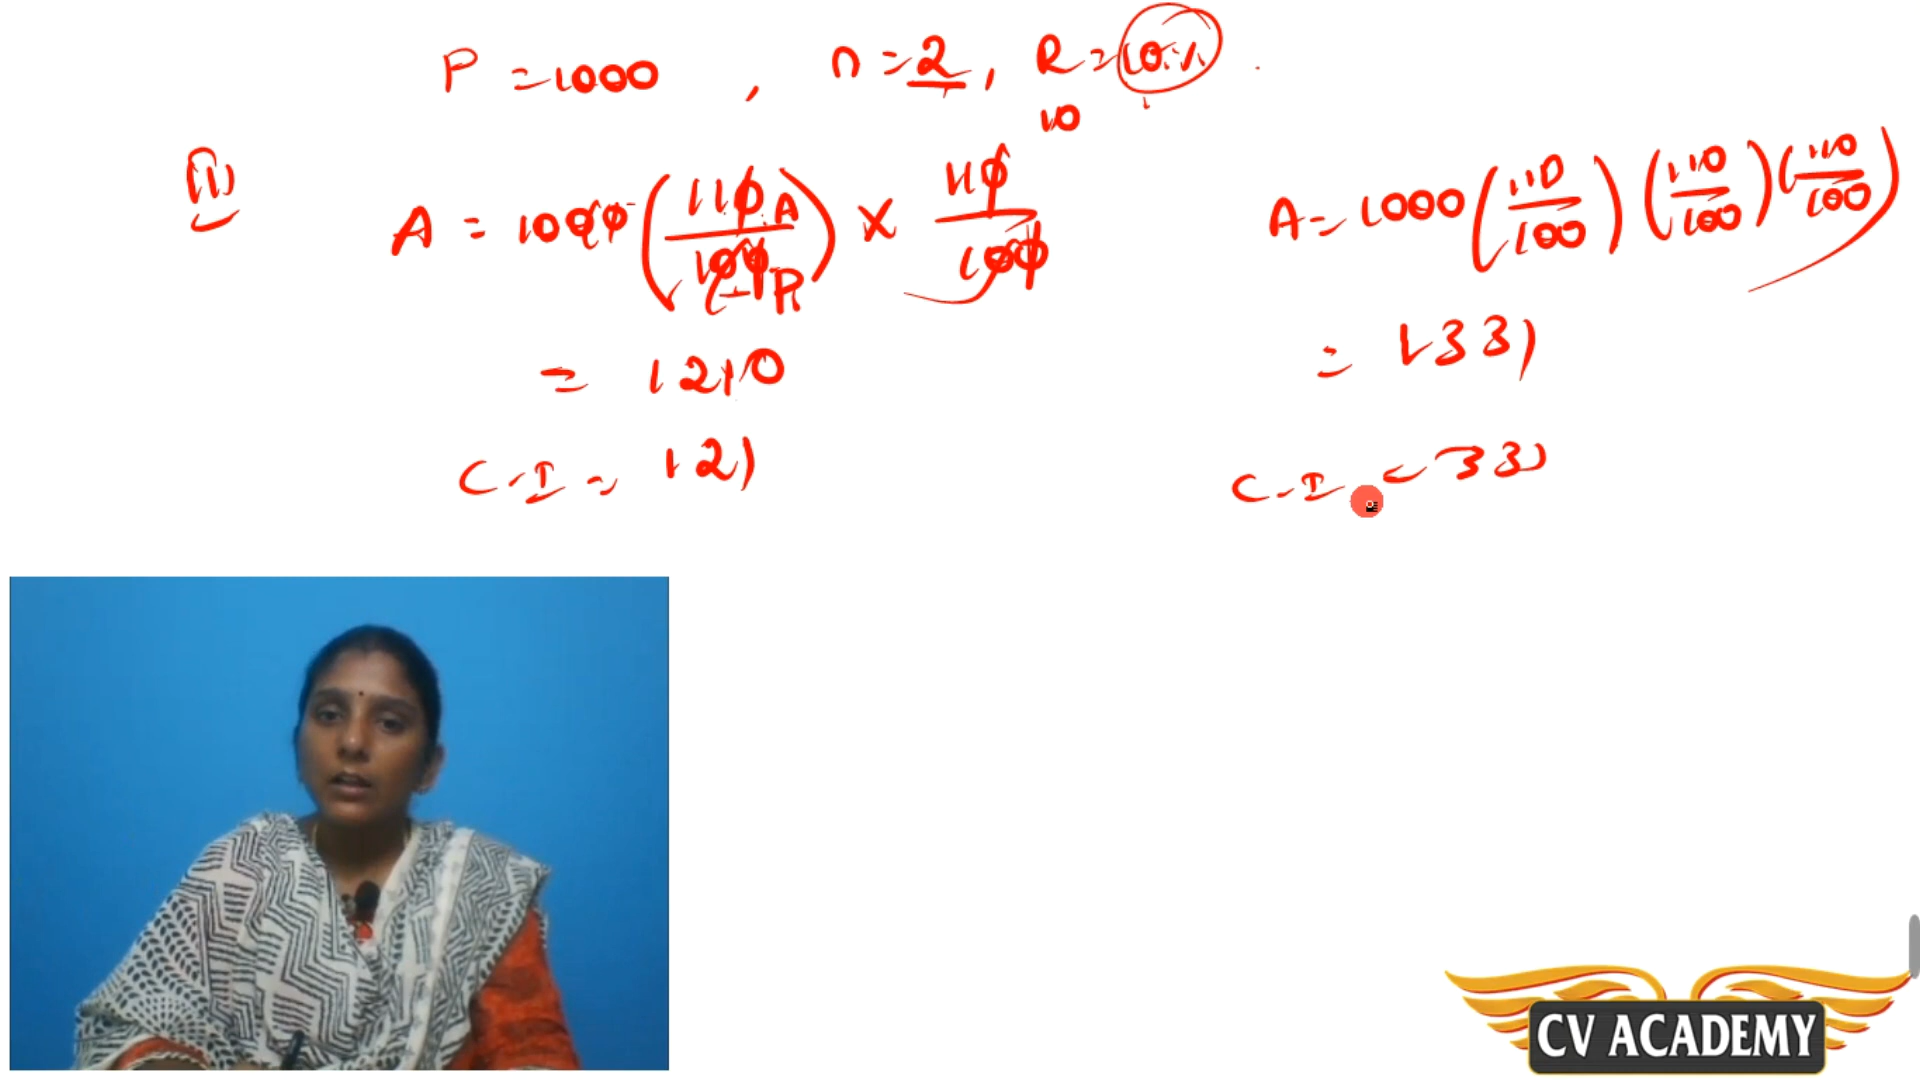 P = 1000 , n = 2, R = 10%
10
(ii)
A = 1000 (110 A / 100 P) × 110 / 100
= 1210
C.I = 121
A = 1000 (110 / 100) (110 / 100) (110 / 100)
= 1331
C.I = 331
CV ACADEMY